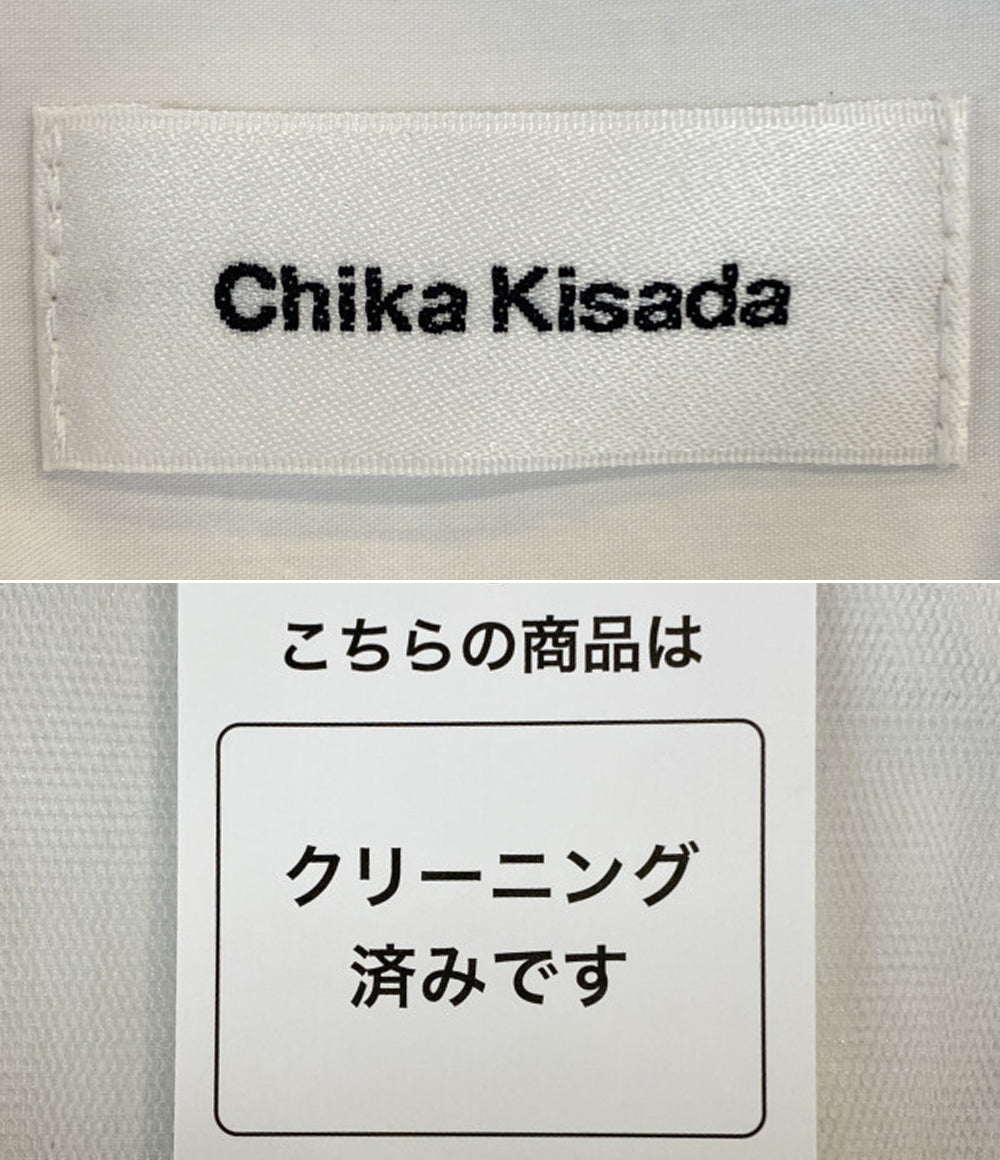 Chika Kisada
こちらの商品は
クリーニング
済みです